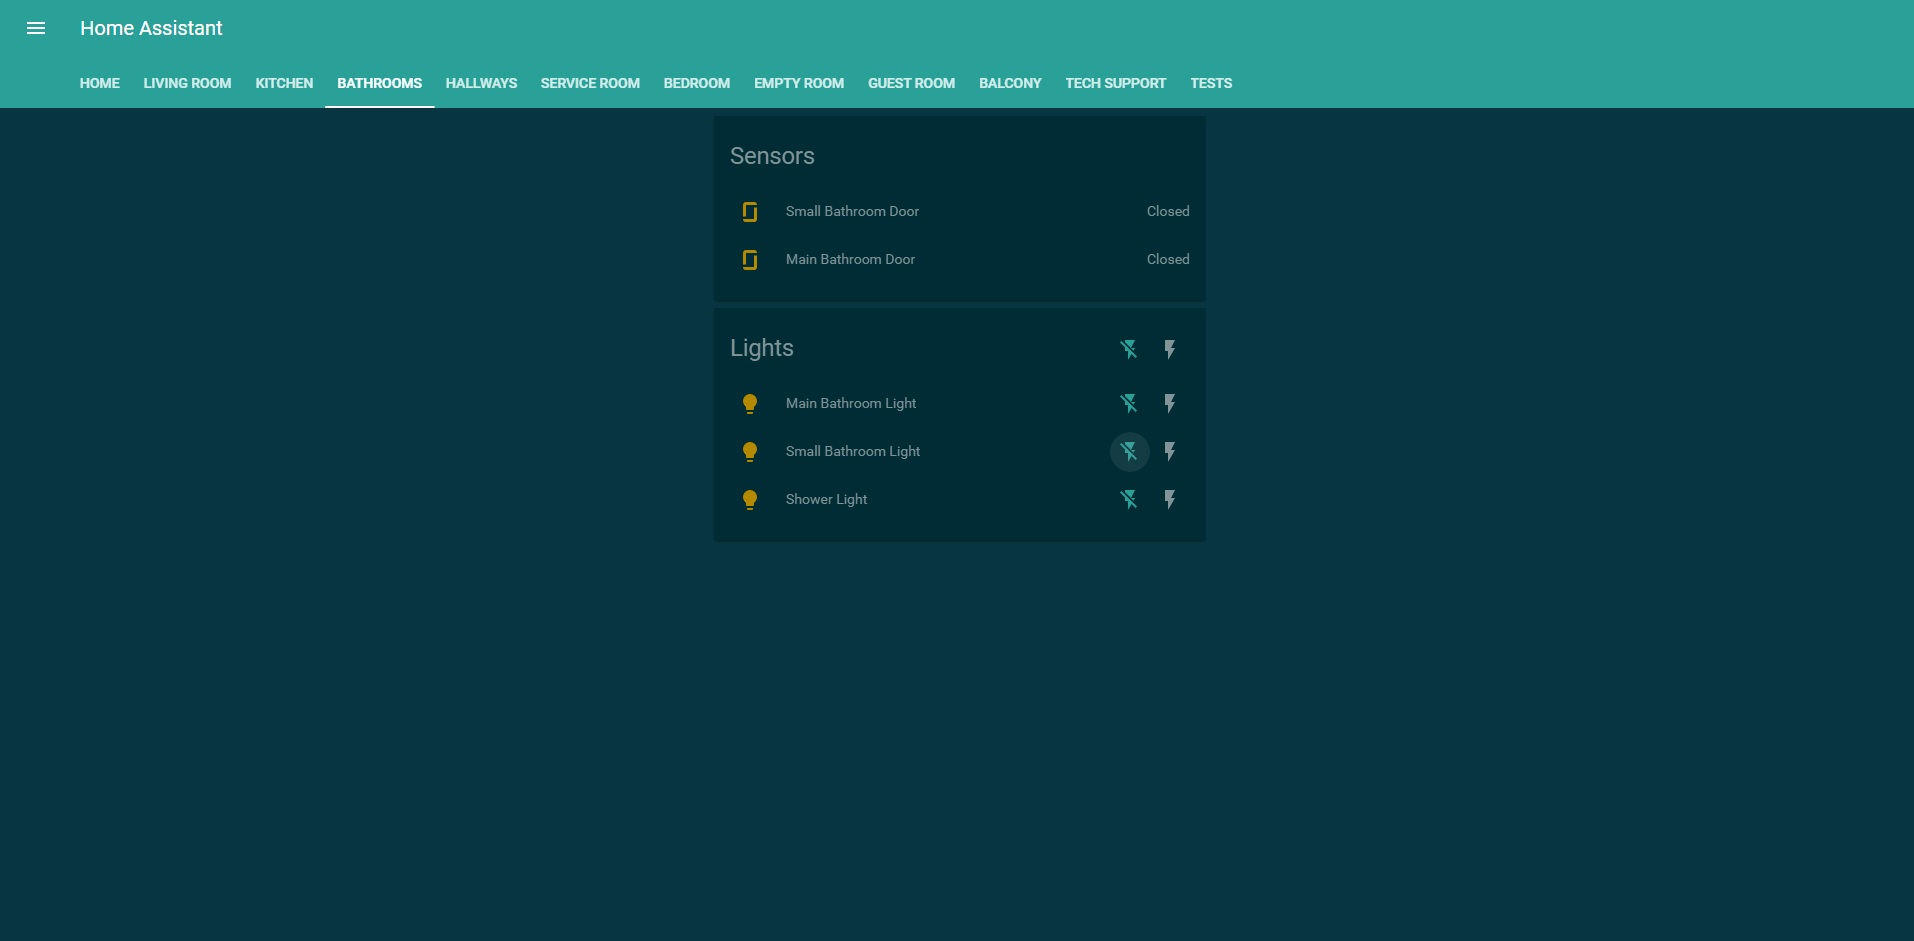 Home Assistant
HOME LIVING ROOM KITCHEN BATHROOMS HALLWAYS SERVICE ROOM BEDROOM EMPTY ROOM GUEST ROOM BALCONY TECH SUPPORT TESTS
Sensors
Small Bathroom Door Closed
Main Bathroom Door Closed
Lights
Main Bathroom Light
Small Bathroom Light
Shower Light